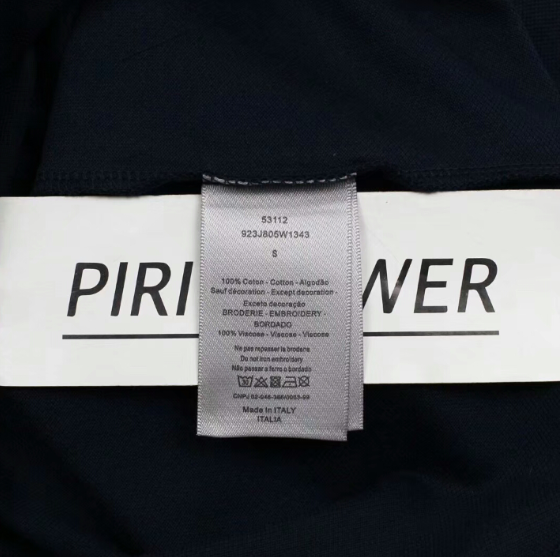 53112
923J805W1343
S
PIRI WER
100% Coton - Cotton - Algodão
Sauf décoration - Except decoration -
Exceto decoração
BRODERIE - EMBROIDERY -
BORDADO
100% Viscose - Viscose - Viscose
Ne pas repasser la brodere
Do not iron embroidery
Não passar a ferro o bordado
Made in ITALY
ITALIA